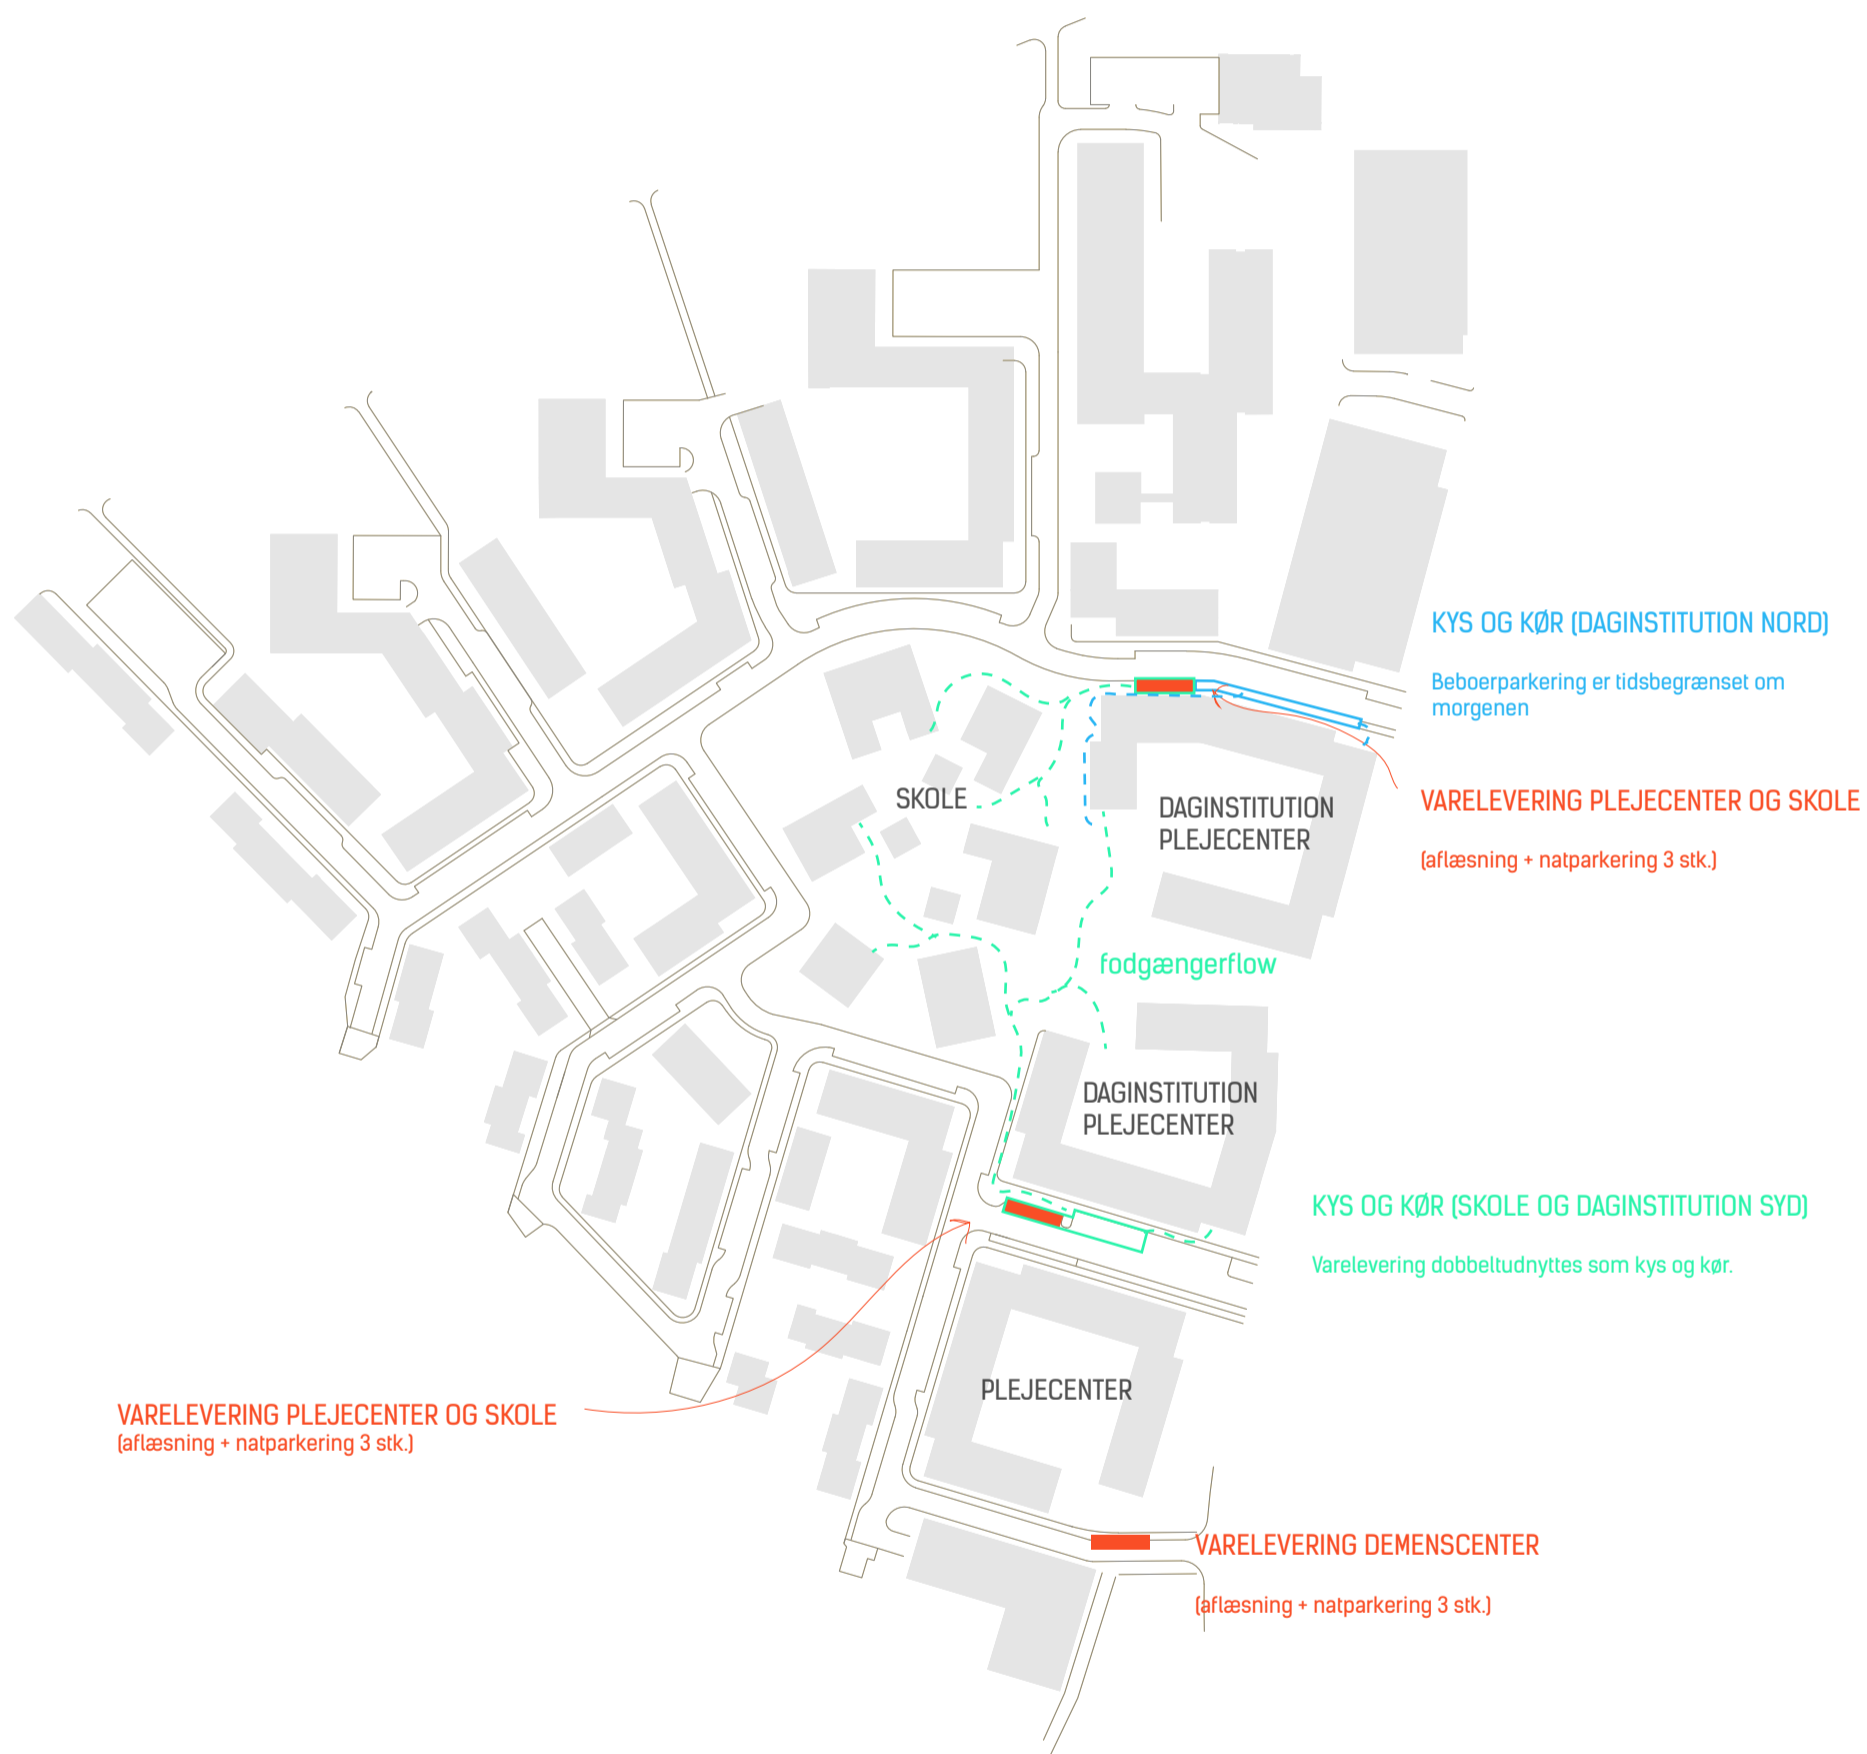 KYS OG KØR (DAGINSTITUTION NORD)
Beboerparkering er tidsbegrænset om
morgenen
SKOLE
DAGINSTITUTION
PLEJECENTER
VARELEVERING PLEJECENTER OG SKOLE
(aflæsning + natparkering 3 stk.)
fodgængerflow
DAGINSTITUTION
PLEJECENTER
KYS OG KØR (SKOLE OG DAGINSTITUTION SYD)
Varelevering dobbeltudnyttes som kys og kør.
PLEJECENTER
VARELEVERING PLEJECENTER OG SKOLE
(aflæsning + natparkering 3 stk.)
VARELEVERING DEMENSCENTER
(aflæsning + natparkering 3 stk.)